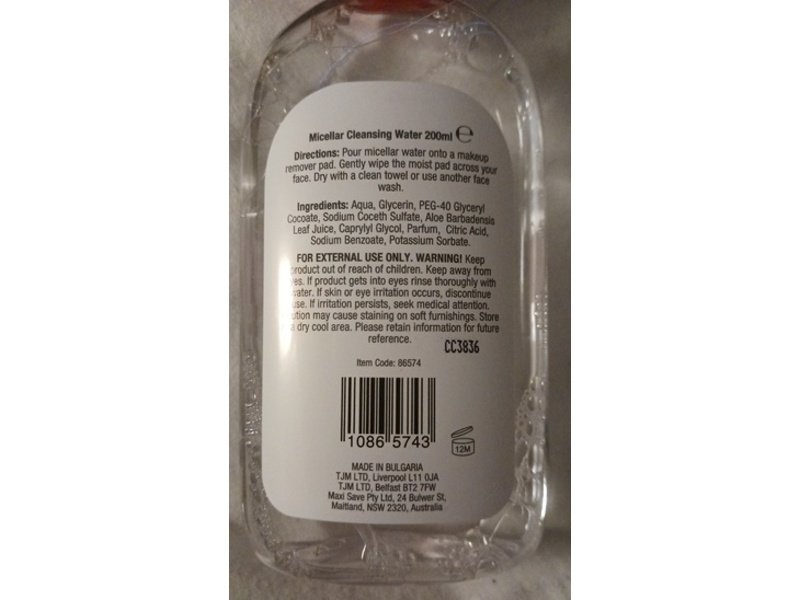 Micellar Cleansing Water 200ml ℮
Directions: Pour micellar water onto a makeup
remover pad. Gently wipe the moist pad across your
face. Dry with a clean towel or use another face
wash.
Ingredients: Aqua, Glycerin, PEG-40 Glyceryl
Cocoate, Sodium Coceth Sulfate, Aloe Barbadensis
Leaf Juice, Caprylyl Glycol, Parfum, Citric Acid,
Sodium Benzoate, Potassium Sorbate.
FOR EXTERNAL USE ONLY. WARNING! Keep
product out of reach of children. Keep away from
eyes. If product gets into eyes rinse thoroughly with
water. If skin or eye irritation occurs, discontinue
use. If irritation persists, seek medical attention.
may cause staining on soft furnishings. Store
dry cool area. Please retain information for future
reference.
CC3836
Item Code: 86574
1086 5743
12M
MADE IN BULGARIA
TJM LTD, Liverpool L11 0JA
TJM LTD, Belfast BT2 7FW
Maxi Save Pty Ltd, 24 Bulwer St,
Maitland, NSW 2320, Australia